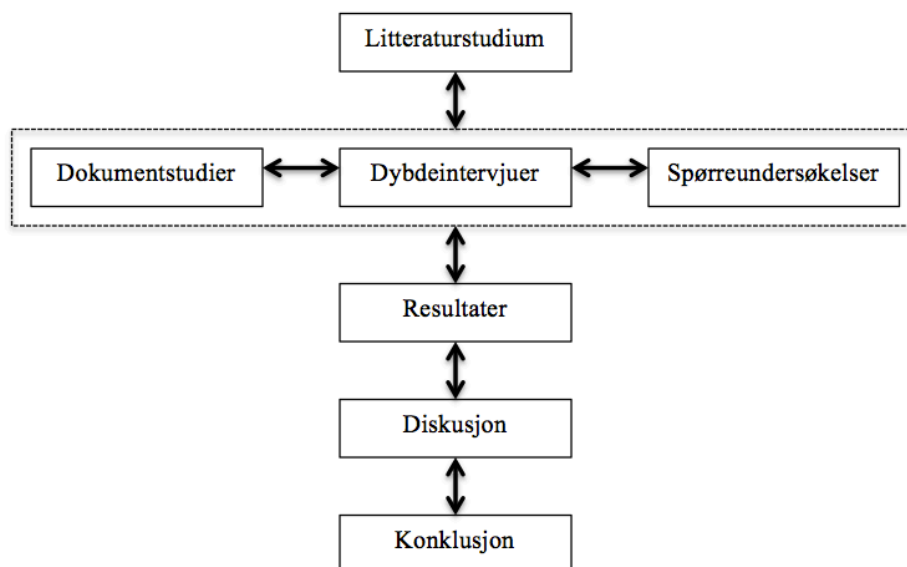 Litteraturstudium
Dokumentstudier
Dybdeintervjuer
Spørreundersøkelser
Resultater
Diskusjon
Konklusjon